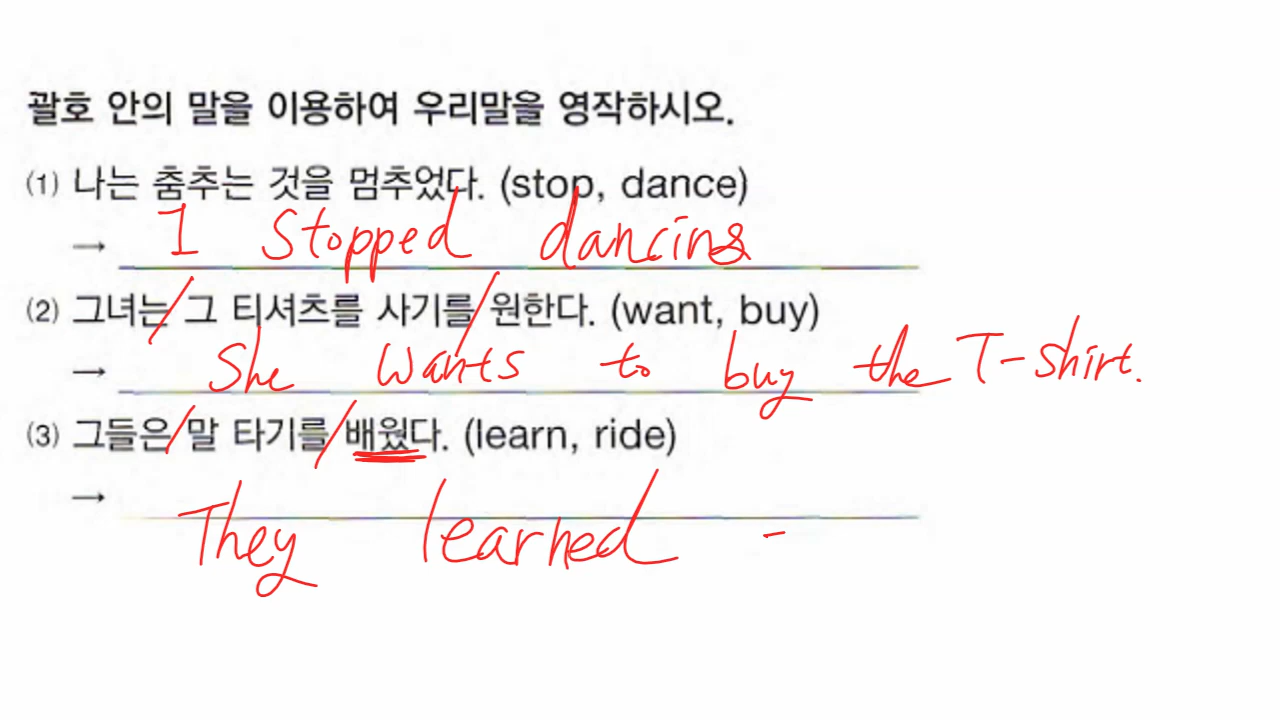 괄호 안의 말을 이용하여 우리말을 영작하시오.
(1) 나는 춤추는 것을 멈추었다. (stop, dance)
→ I stopped dancing
(2) 그녀는 / 그 티셔츠를 사기를 / 원한다. (want, buy)
→ She wants to buy the T-shirt.
(3) 그들은 / 말 타기를 / 배웠다. (learn, ride)
→ They learned -